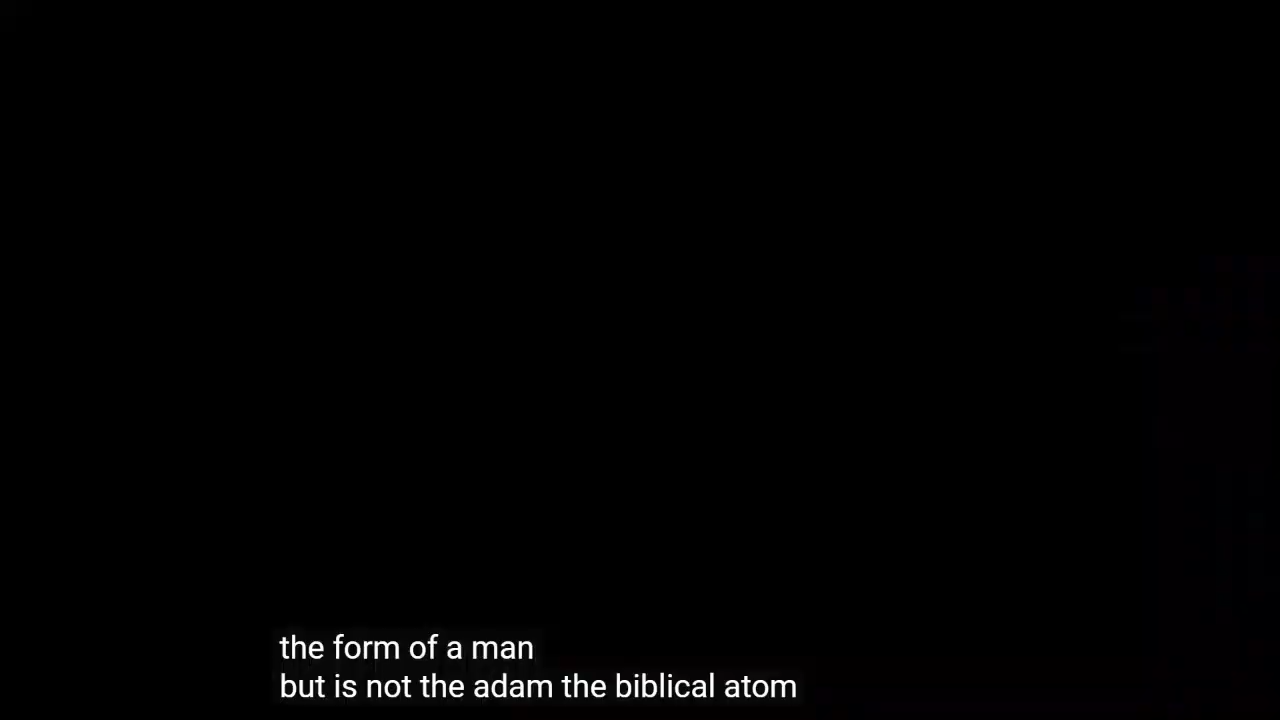 the form of a man
but is not the adam the biblical atom